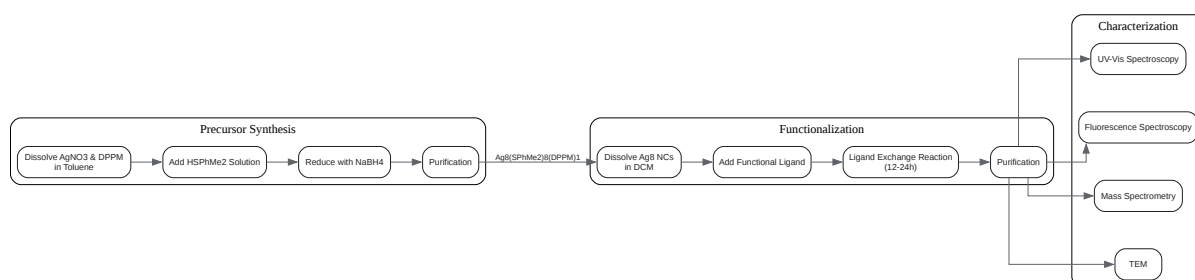 Characterization
UV-Vis Spectroscopy
Precursor Synthesis
Functionalization
Fluorescence Spectroscopy
Dissolve AgNO3 & DPPM
in Toluene
Add HSPhMe2 Solution
Reduce with NaBH4
Purification
Ag8(SPhMe2)8(DPPM)1
Dissolve Ag8 NCs
in DCM
Add Functional Ligand
Ligand Exchange Reaction
(12-24h)
Purification
Mass Spectrometry
TEM